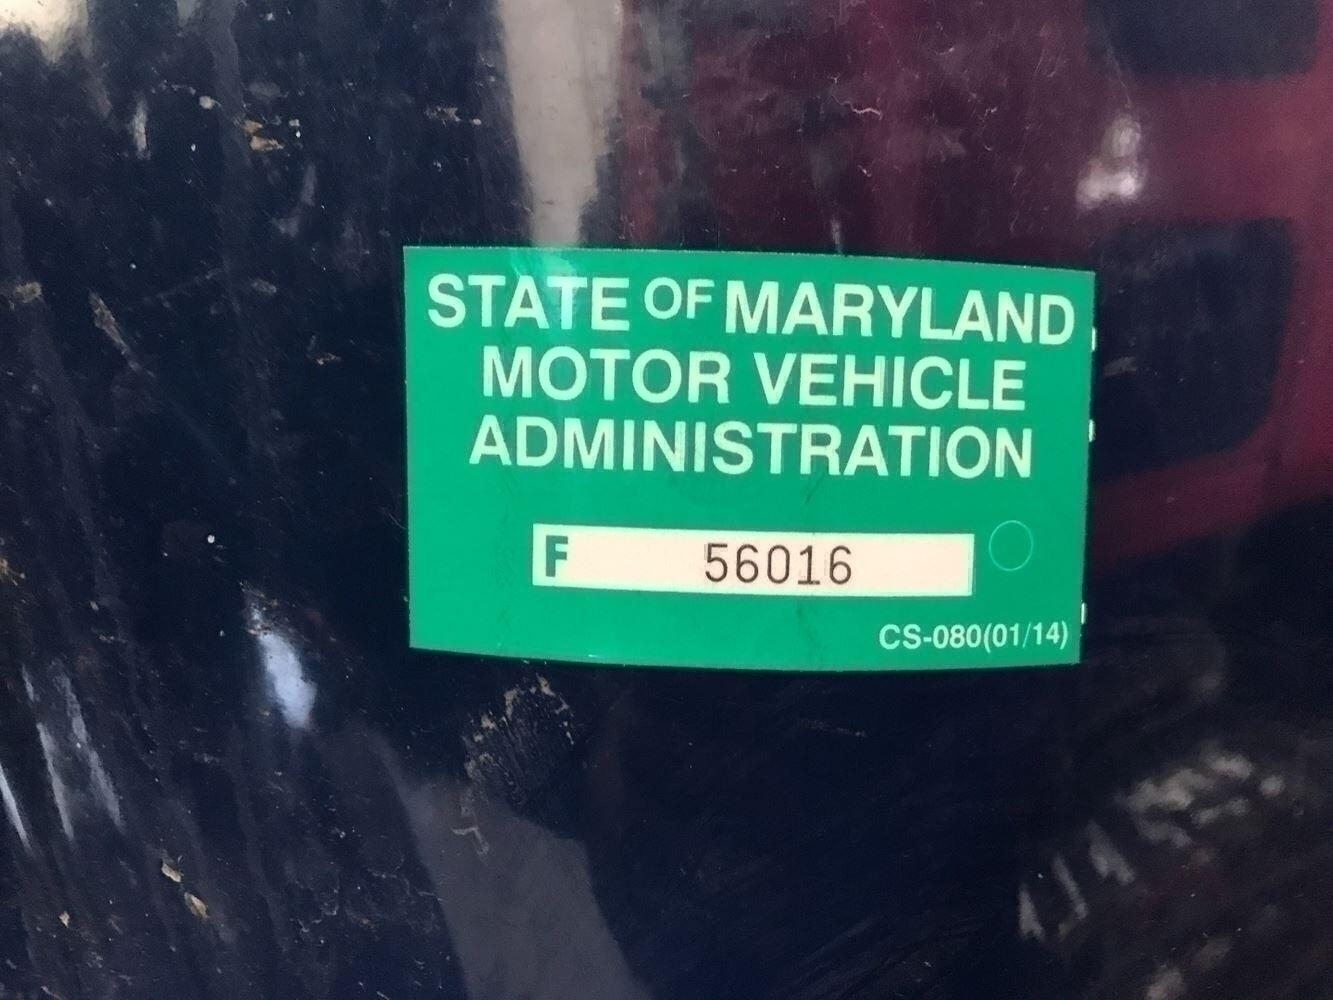 STATE OF MARYLAND
MOTOR VEHICLE
ADMINISTRATION
F 56016
CS-080(01/14)